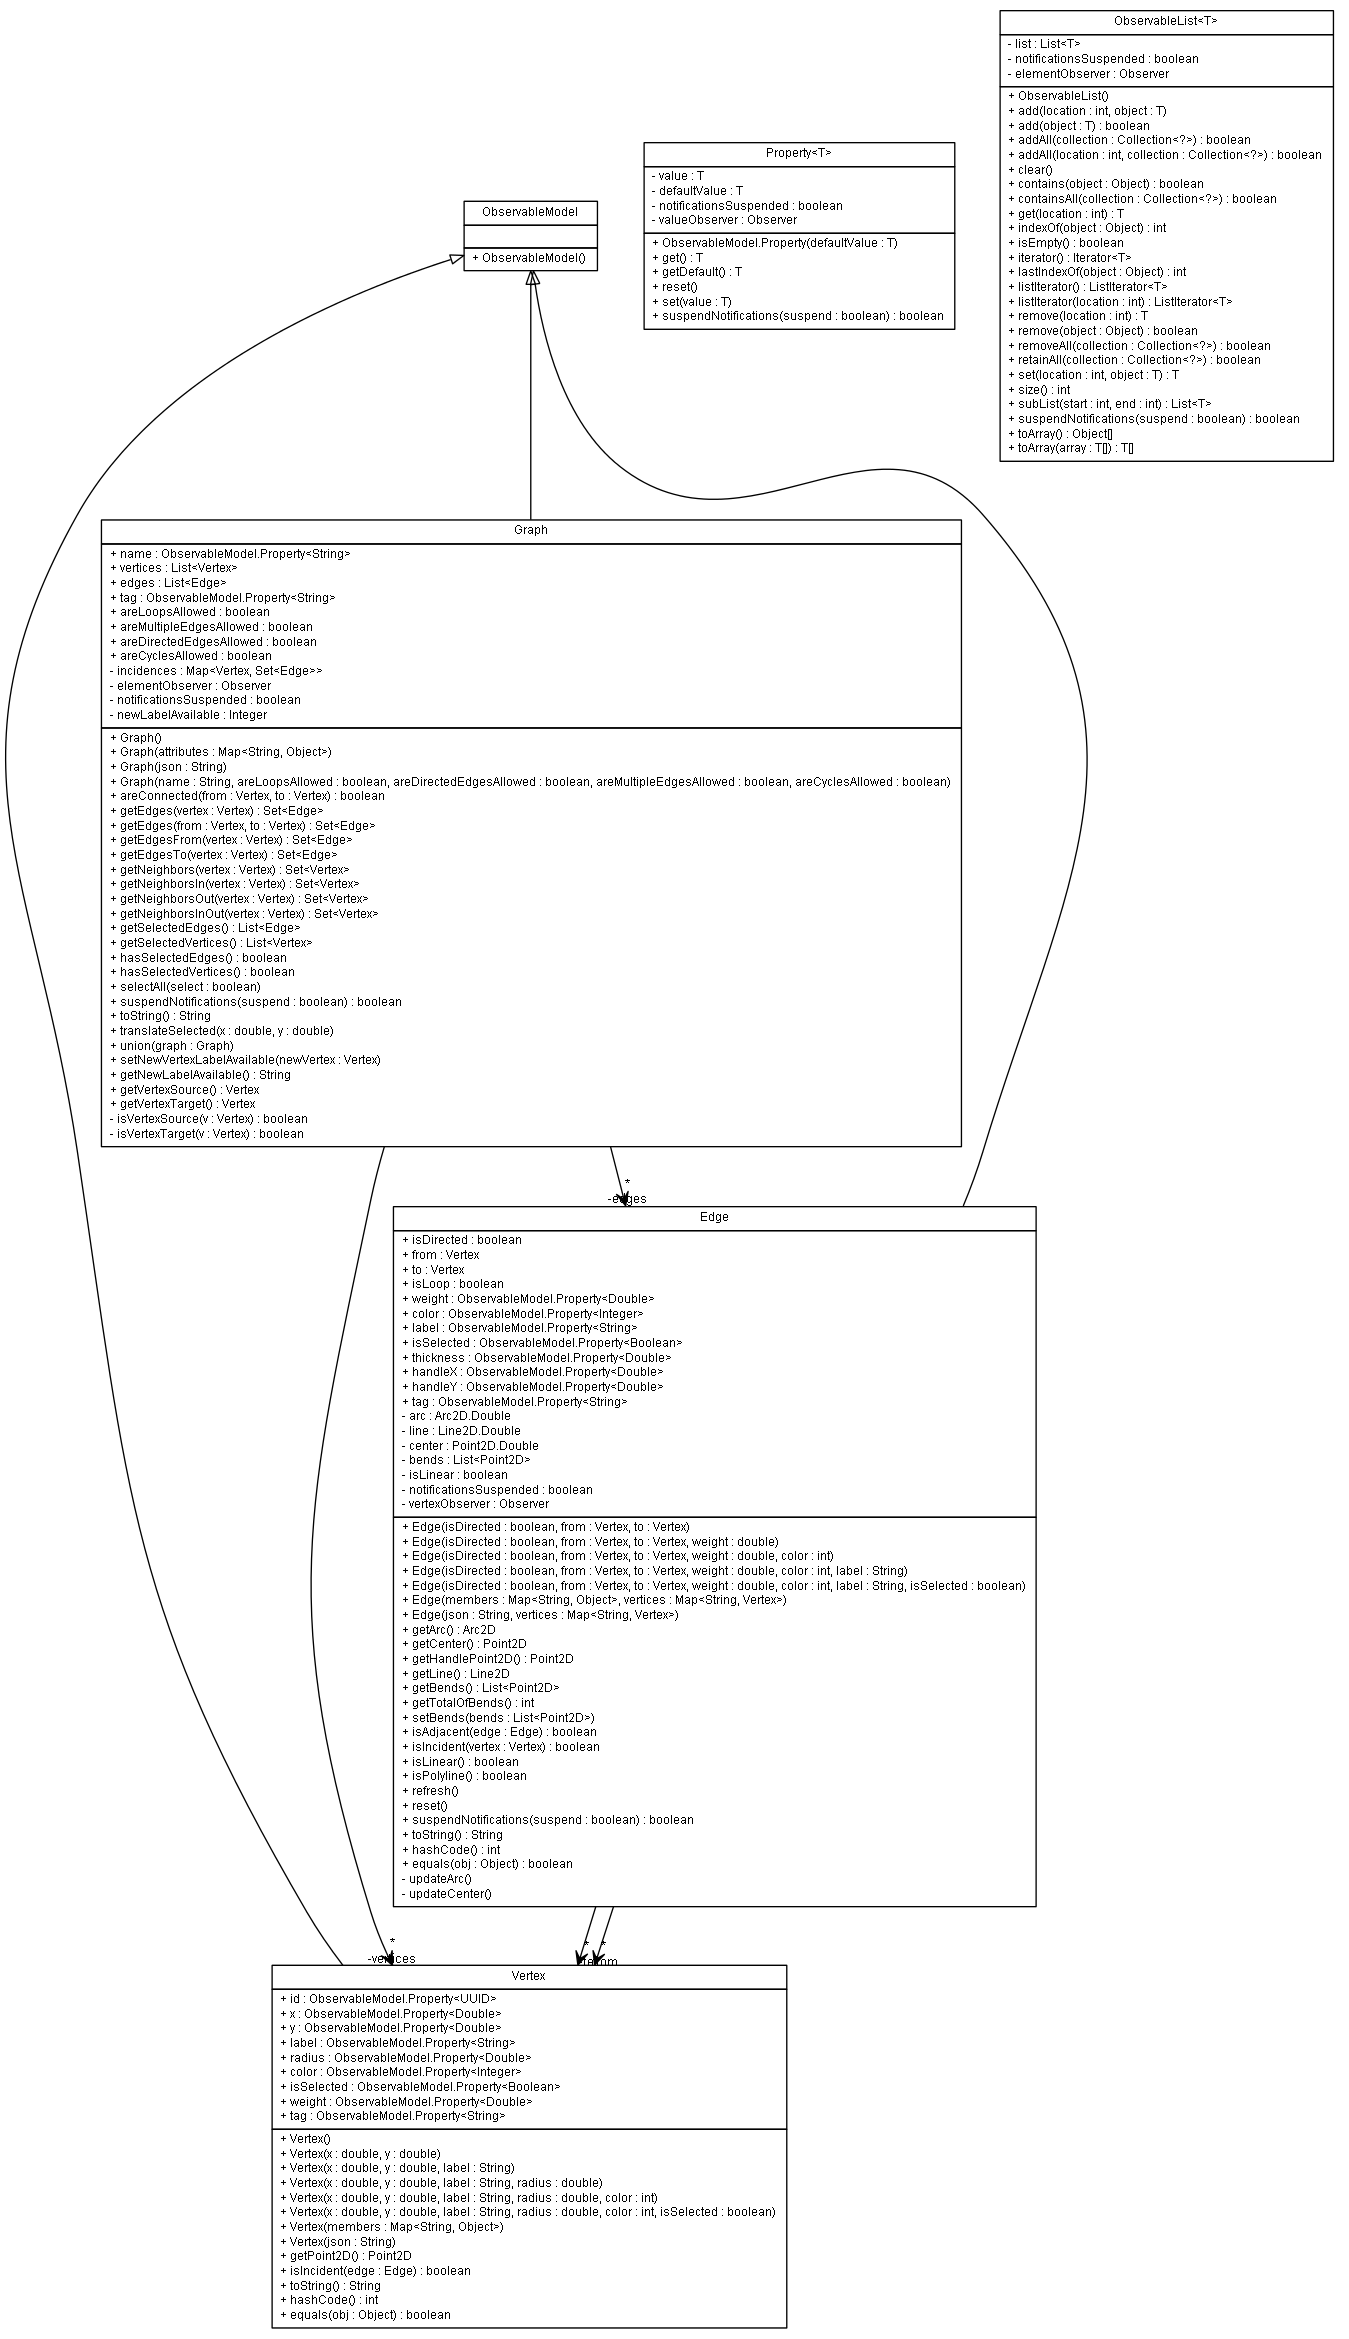 ObservableList<T>
- list : List<T>
- notificationsSuspended : boolean
- elementObserver : Observer
+ ObservableList()
+ add(location : int, object : T)
+ add(object : T) : boolean
+ addAll(collection : Collection<?>) : boolean
+ addAll(location : int, collection : Collection<?>) : boolean
+ clear()
+ contains(object : Object) : boolean
+ containsAll(collection : Collection<?>) : boolean
+ get(location : int) : T
+ indexOf(object : Object) : int
+ isEmpty() : boolean
+ iterator() : Iterator<T>
+ lastIndexOf(object : Object) : int
+ listIterator() : ListIterator<T>
+ listIterator(location : int) : ListIterator<T>
+ remove(location : int) : T
+ remove(object : Object) : boolean
+ removeAll(collection : Collection<?>) : boolean
+ retainAll(collection : Collection<?>) : boolean
+ set(location : int, object : T) : T
+ size() : int
+ subList(start : int, end : int) : List<T>
+ suspendNotifications(suspend : boolean) : boolean
+ toArray() : Object[]
+ toArray(array : T[]) : T[]
Property<T>
- value : T
- defaultValue : T
- notificationsSuspended : boolean
- valueObserver : Observer
+ ObservableModel.Property(defaultValue : T)
+ get() : T
+ getDefault() : T
+ reset()
+ set(value : T)
+ suspendNotifications(suspend : boolean) : boolean
ObservableModel
+ ObservableModel()
Graph
+ name : ObservableModel.Property<String>
+ vertices : List<Vertex>
+ edges : List<Edge>
+ tag : ObservableModel.Property<String>
+ areLoopsAllowed : boolean
+ areMultipleEdgesAllowed : boolean
+ areDirectedEdgesAllowed : boolean
+ areCyclesAllowed : boolean
- incidences : Map<Vertex, Set<Edge>>
- elementObserver : Observer
- notificationsSuspended : boolean
- newLabelAvailable : Integer
+ Graph()
+ Graph(attributes : Map<String, Object>)
+ Graph(json : String)
+ Graph(name : String, areLoopsAllowed : boolean, areDirectedEdgesAllowed : boolean, areMultipleEdgesAllowed : boolean, areCyclesAllowed : boolean)
+ areConnected(from : Vertex, to : Vertex) : boolean
+ getEdges(vertex : Vertex) : Set<Edge>
+ getEdges(from : Vertex, to : Vertex) : Set<Edge>
+ getEdgesFrom(vertex : Vertex) : Set<Edge>
+ getEdgesTo(vertex : Vertex) : Set<Edge>
+ getNeighbors(vertex : Vertex) : Set<Vertex>
+ getNeighborsIn(vertex : Vertex) : Set<Vertex>
+ getNeighborsOut(vertex : Vertex) : Set<Vertex>
+ getNeighborsInOut(vertex : Vertex) : Set<Vertex>
+ getSelectedEdges() : List<Edge>
+ getSelectedVertices() : List<Vertex>
+ hasSelectedEdges() : boolean
+ hasSelectedVertices() : boolean
+ selectAll(select : boolean)
+ suspendNotifications(suspend : boolean) : boolean
+ toString() : String
+ translateSelected(x : double, y : double)
+ union(graph : Graph)
+ setNewVertexLabelAvailable(newVertex : Vertex)
+ getNewLabelAvailable() : String
+ getVertexSource() : Vertex
+ getVertexTarget() : Vertex
- isVertexSource(v : Vertex) : boolean
- isVertexTarget(v : Vertex) : boolean
*
-edges
Edge
+ isDirected : boolean
+ from : Vertex
+ to : Vertex
+ isLoop : boolean
+ weight : ObservableModel.Property<Double>
+ color : ObservableModel.Property<Integer>
+ label : ObservableModel.Property<String>
+ isSelected : ObservableModel.Property<Boolean>
+ thickness : ObservableModel.Property<Double>
+ handleX : ObservableModel.Property<Double>
+ handleY : ObservableModel.Property<Double>
+ tag : ObservableModel.Property<String>
- arc : Arc2D.Double
- line : Line2D.Double
- center : Point2D.Double
- bends : List<Point2D>
- isLinear : boolean
- notificationsSuspended : boolean
- vertexObserver : Observer
+ Edge(isDirected : boolean, from : Vertex, to : Vertex)
+ Edge(isDirected : boolean, from : Vertex, to : Vertex, weight : double)
+ Edge(isDirected : boolean, from : Vertex, to : Vertex, weight : double, color : int)
+ Edge(isDirected : boolean, from : Vertex, to : Vertex, weight : double, color : int, label : String)
+ Edge(isDirected : boolean, from : Vertex, to : Vertex, weight : double, color : int, label : String, isSelected : boolean)
+ Edge(members : Map<String, Object>, vertices : Map<String, Vertex>)
+ Edge(json : String, vertices : Map<String, Vertex>)
+ getArc() : Arc2D
+ getCenter() : Point2D
+ getHandlePoint2D() : Point2D
+ getLine() : Line2D
+ getBends() : List<Point2D>
+ getTotalOfBends() : int
+ setBends(bends : List<Point2D>)
+ isAdjacent(edge : Edge) : boolean
+ isIncident(vertex : Vertex) : boolean
+ isLinear() : boolean
+ isPolyline() : boolean
+ refresh()
+ reset()
+ suspendNotifications(suspend : boolean) : boolean
+ toString() : String
+ hashCode() : int
+ equals(obj : Object) : boolean
- updateArc()
- updateCenter()
*
-vertices
* *
Vertex
+ id : ObservableModel.Property<UUID>
+ x : ObservableModel.Property<Double>
+ y : ObservableModel.Property<Double>
+ label : ObservableModel.Property<String>
+ radius : ObservableModel.Property<Double>
+ color : ObservableModel.Property<Integer>
+ isSelected : ObservableModel.Property<Boolean>
+ weight : ObservableModel.Property<Double>
+ tag : ObservableModel.Property<String>
+ Vertex()
+ Vertex(x : double, y : double)
+ Vertex(x : double, y : double, label : String)
+ Vertex(x : double, y : double, label : String, radius : double)
+ Vertex(x : double, y : double, label : String, radius : double, color : int)
+ Vertex(x : double, y : double, label : String, radius : double, color : int, isSelected : boolean)
+ Vertex(members : Map<String, Object>)
+ Vertex(json : String)
+ getPoint2D() : Point2D
+ isIncident(edge : Edge) : boolean
+ toString() : String
+ hashCode() : int
+ equals(obj : Object) : boolean